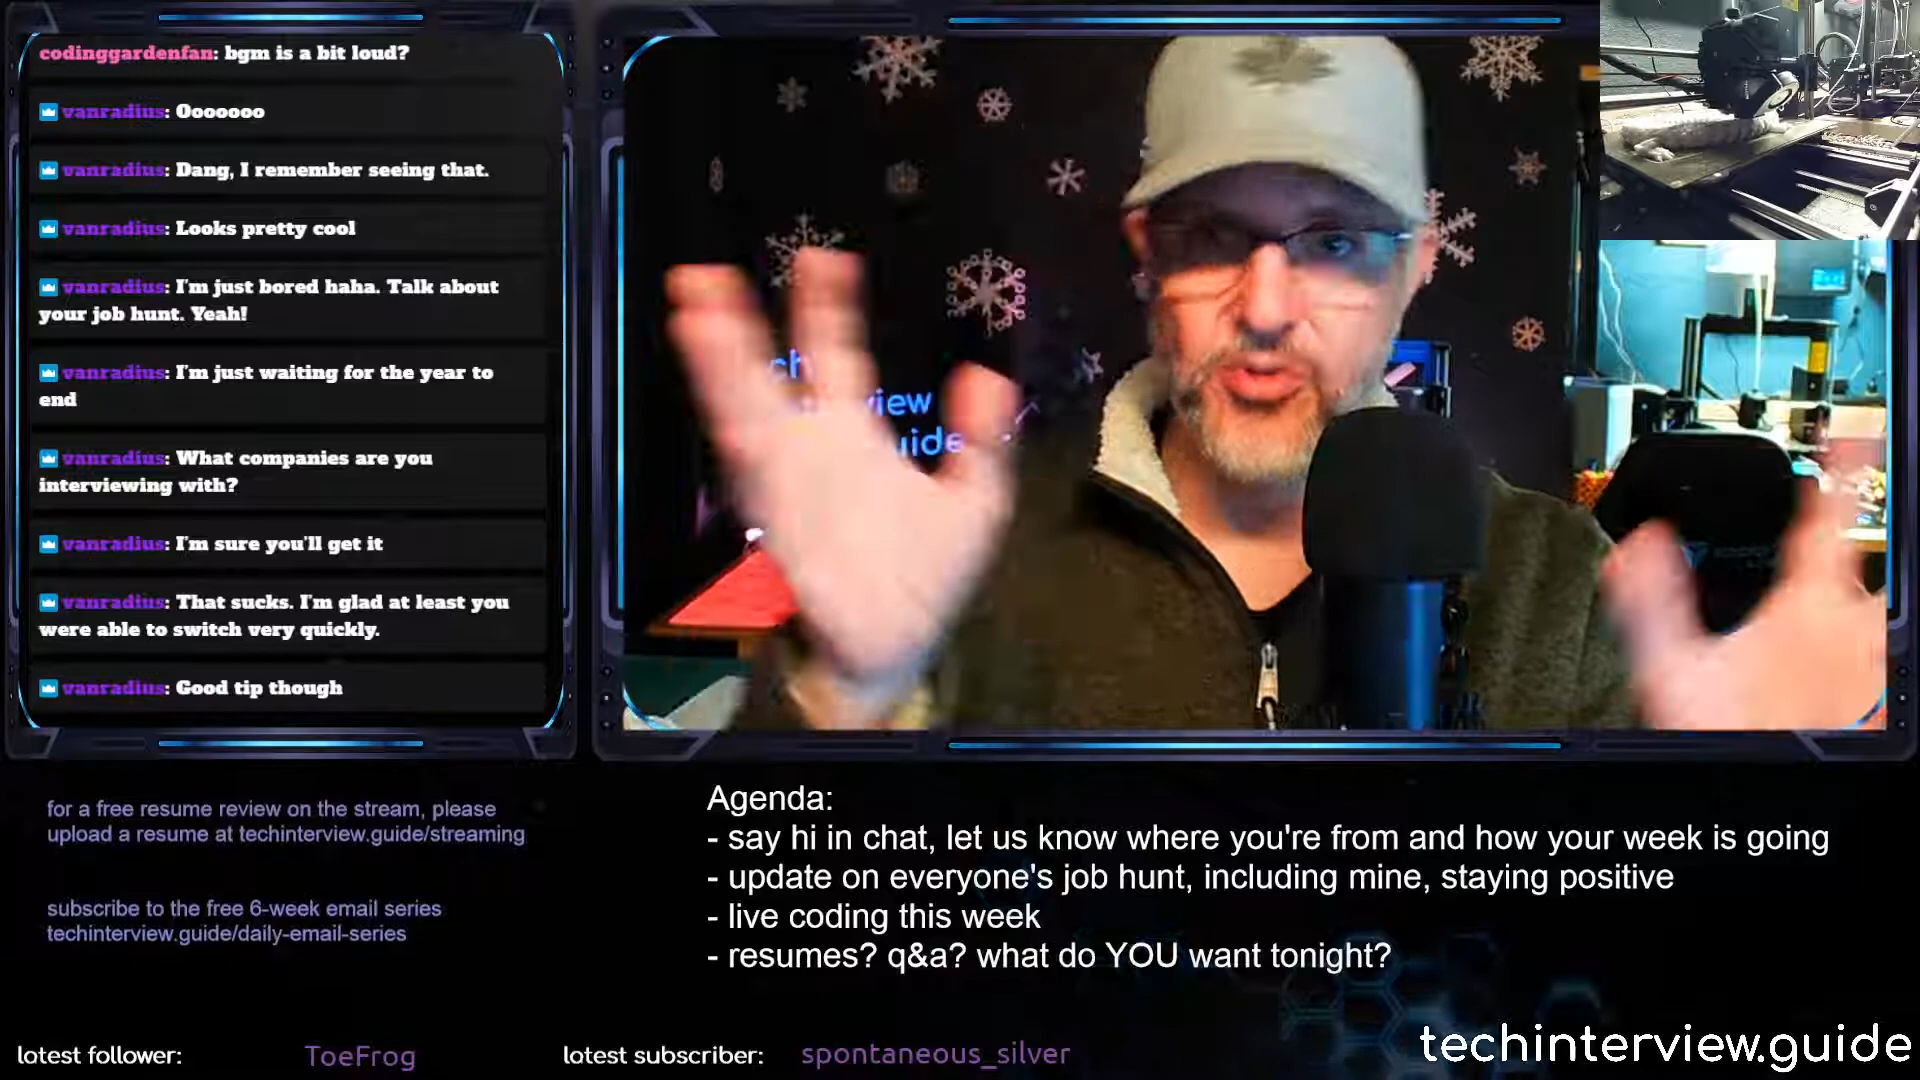 codinggardenfan: bgm is a bit loud?
vanradius: Ooooooo
vanradius: Dang, I remember seeing that.
vanradius: Looks pretty cool
vanradius: I'm just bored haha. Talk about
your job hunt. Yeah!
vanradius: I'm just waiting for the year to
end
vanradius: What companies are you
interviewing with?
vanradius: I'm sure you'll get it
vanradius: That sucks. I'm glad at least you
were able to switch very quickly.
vanradius: Good tip though
for a free resume review on the stream, please
upload a resume at techinterview.guide/streaming
subscribe to the free 6-week email series
techinterview.guide/daily-email-series
Agenda:
- say hi in chat, let us know where you're from and how your week is going
- update on everyone's job hunt, including mine, staying positive
- live coding this week
- resumes? q&a? what do YOU want tonight?
latest follower: ToeFrog
latest subscriber: spontaneous_silver
techinterview.guide